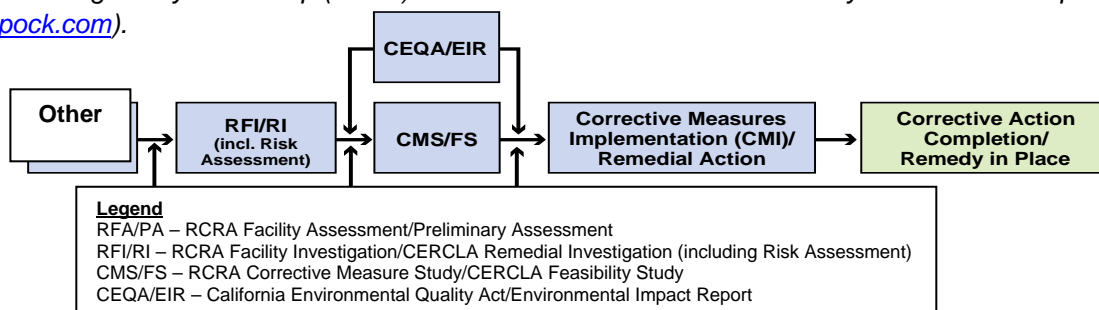 pock.com).
CEQA/EIR
Other
RFI/RI
(incl. Risk
Assessment)
CMS/FS
Corrective Measures
Implementation (CMI)/
Remedial Action
Corrective Action
Completion/
Remedy in Place
Legend
RFA/PA – RCRA Facility Assessment/Preliminary Assessment
RFI/RI – RCRA Facility Investigation/CERCLA Remedial Investigation (including Risk Assessment)
CMS/FS – RCRA Corrective Measure Study/CERCLA Feasibility Study
CEQA/EIR – California Environmental Quality Act/Environmental Impact Report